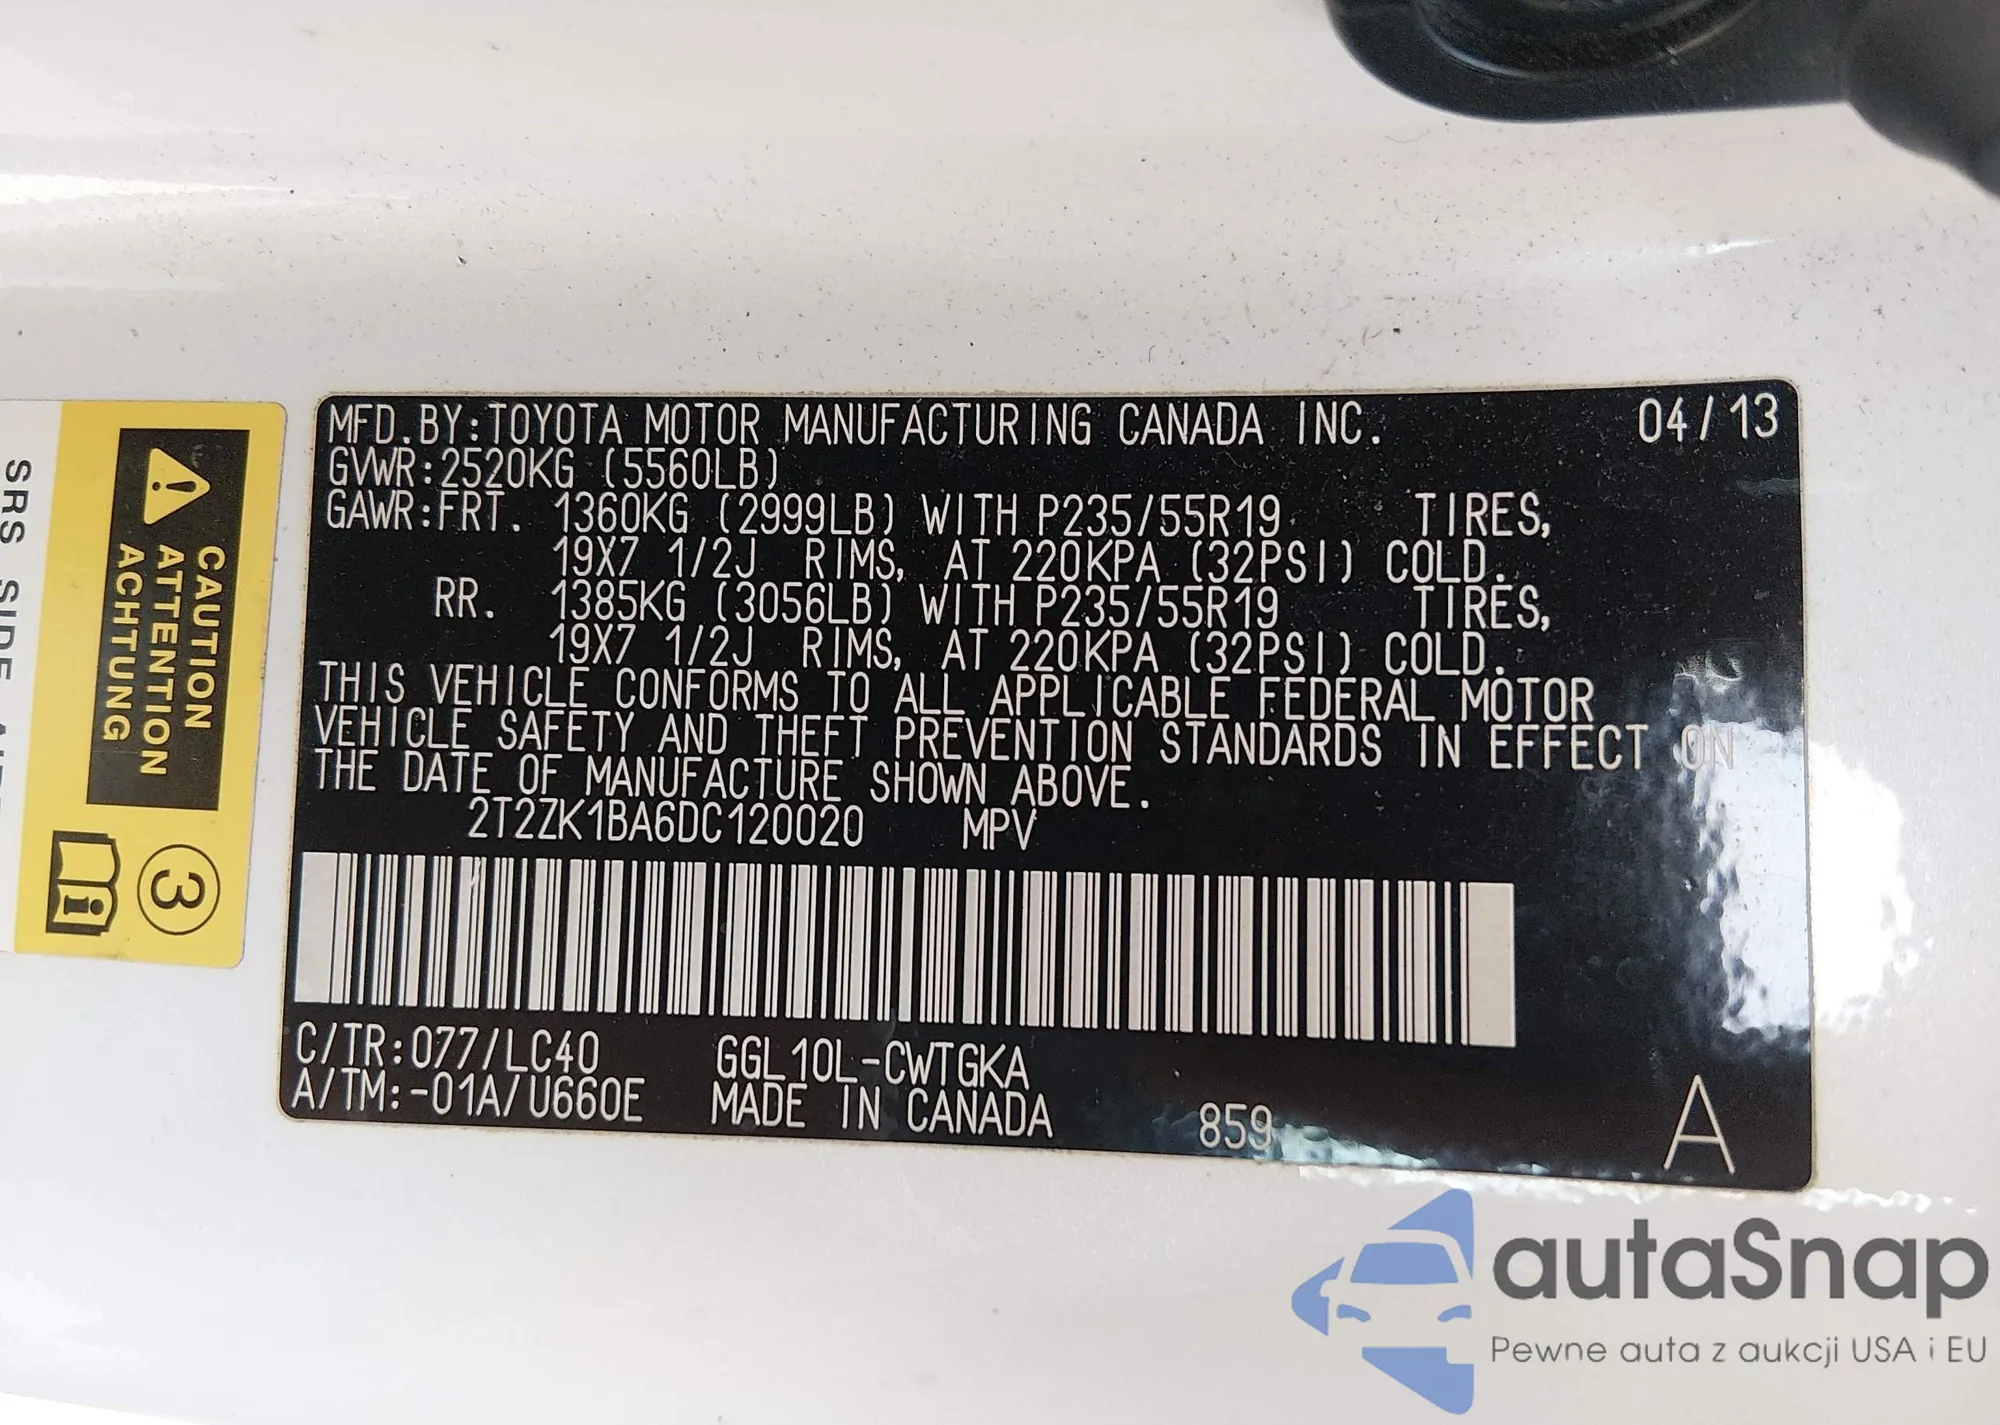 MFD.BY:TOYOTA MOTOR MANUFACTURING CANADA INC. 04/13
GVWR:2520KG (5560LB)
GAWR:FRT. 1360KG (2999LB) WITH P235/55R19 TIRES,
19X7 1/2J RIMS, AT 220KPA (32PSI) COLD.
RR. 1385KG (3056LB) WITH P235/55R19 TIRES,
19X7 1/2J RIMS, AT 220KPA (32PSI) COLD.
THIS VEHICLE CONFORMS TO ALL APPLICABLE FEDERAL MOTOR
VEHICLE SAFETY AND THEFT PREVENTION STANDARDS IN EFFECT ON
THE DATE OF MANUFACTURE SHOWN ABOVE.
2T2ZK1BA6DC120020 MPV
C/TR:077/LC40 GGL10L-CWTGKA
A/TM:-01A/U660E MADE IN CANADA 859 A
CAUTION
ATTENTION
ACHTUNG
3
SRS SIDE
autaSnap
Pewne auta z aukcji USA i EU